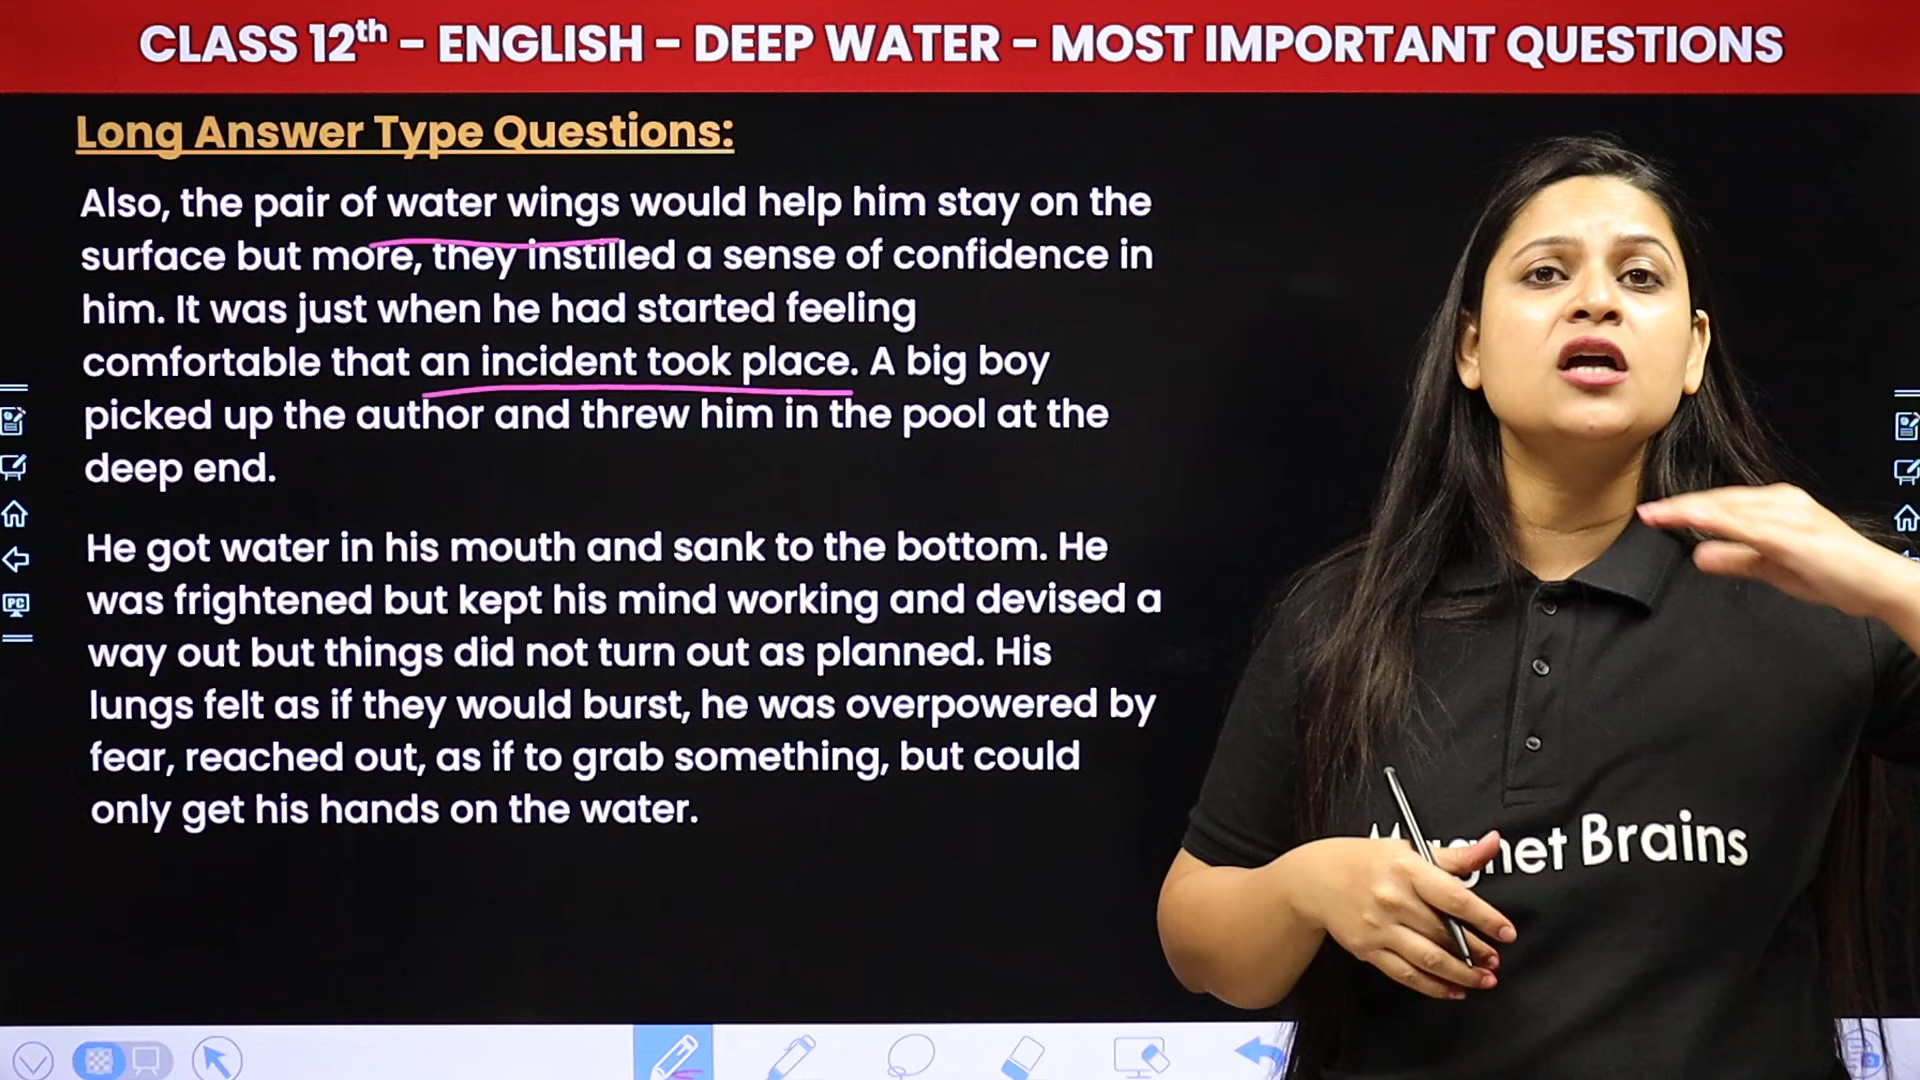 CLASS 12th – ENGLISH – DEEP WATER – MOST IMPORTANT QUESTIONS
Long Answer Type Questions:
Also, the pair of water wings would help him stay on the
surface but more, they instilled a sense of confidence in
him. It was just when he had started feeling
comfortable that an incident took place. A big boy
picked up the author and threw him in the pool at the
deep end.
He got water in his mouth and sank to the bottom. He
was frightened but kept his mind working and devised a
way out but things did not turn out as planned. His
lungs felt as if they would burst, he was overpowered by
fear, reached out, as if to grab something, but could
only get his hands on the water.
PC
Magnet Brains